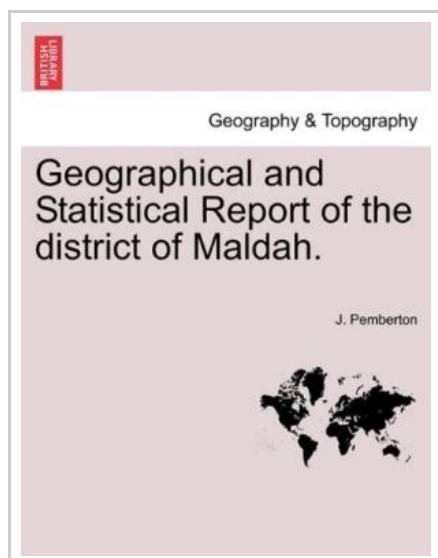 BRITISH
LIBRARY
Geography & Topography
Geographical and
Statistical Report of the
district of Maldah.
J. Pemberton